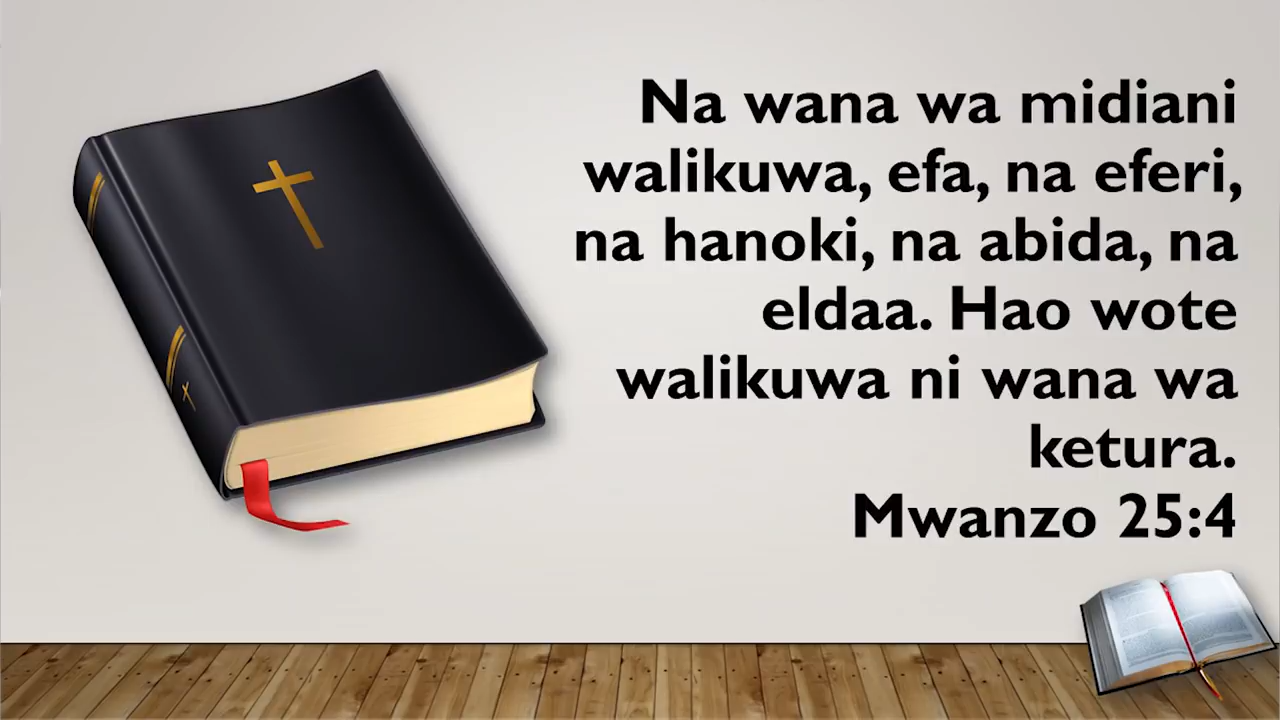 Na wana wa midiani
walikuwa, efa, na eferi,
na hanoki, na abida, na
eldaa. Hao wote
walikuwa ni wana wa
ketura.
Mwanzo 25:4